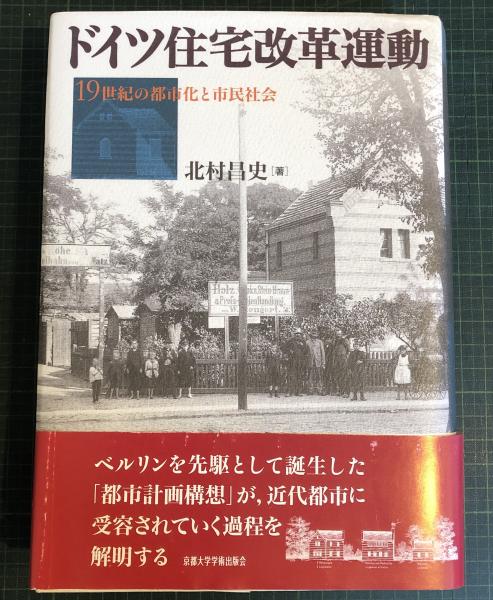 ドイツ住宅改革運動
19世紀の都市化と市民社会
北村昌史［著］
Holz
ベルリンを先駆として誕生した
「都市計画構想」が，近代都市に
受容されていく過程を
解明する
京都大学学術出版会